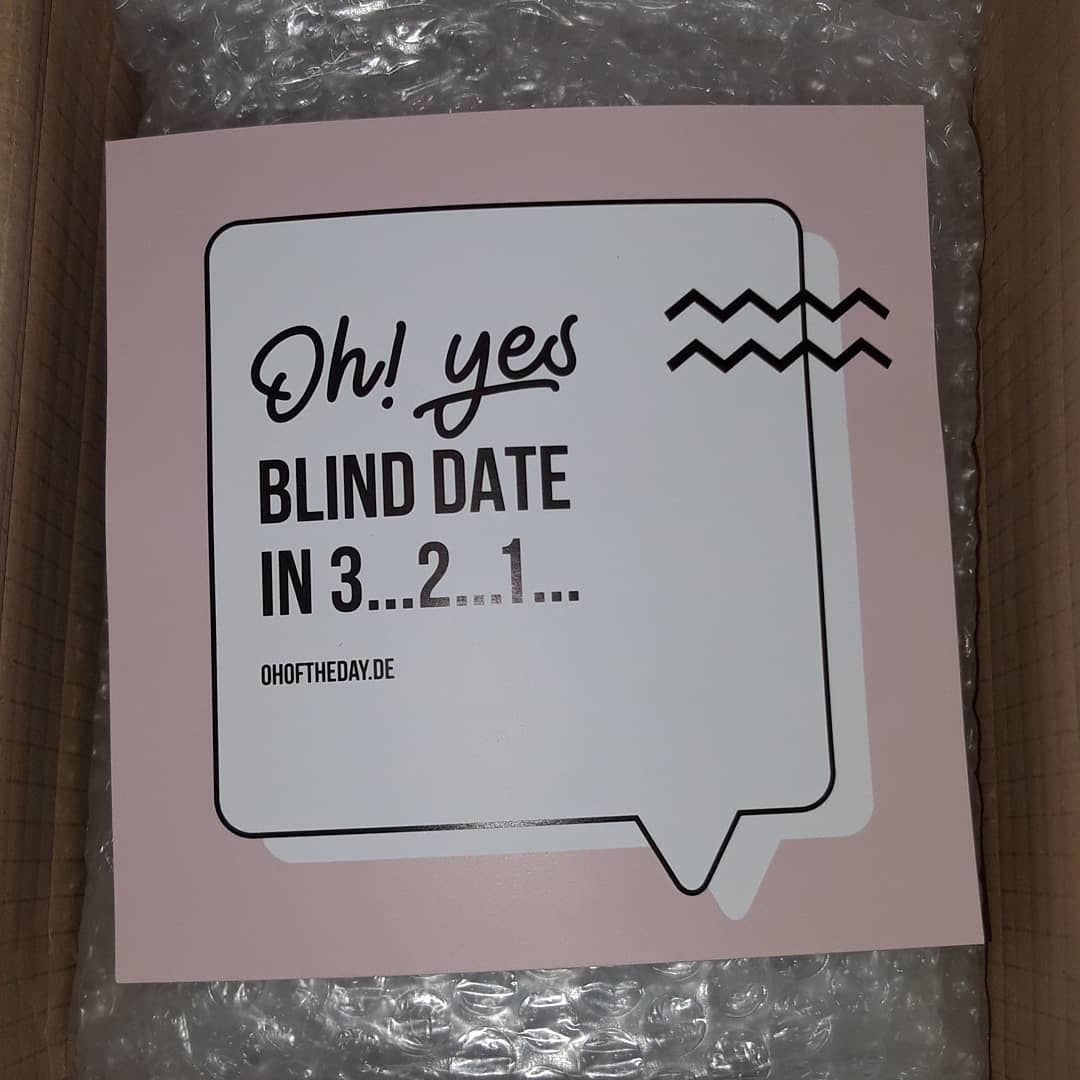 Oh! yes
BLIND DATE
IN 3...2...1...
OHOFTHEDAY.DE